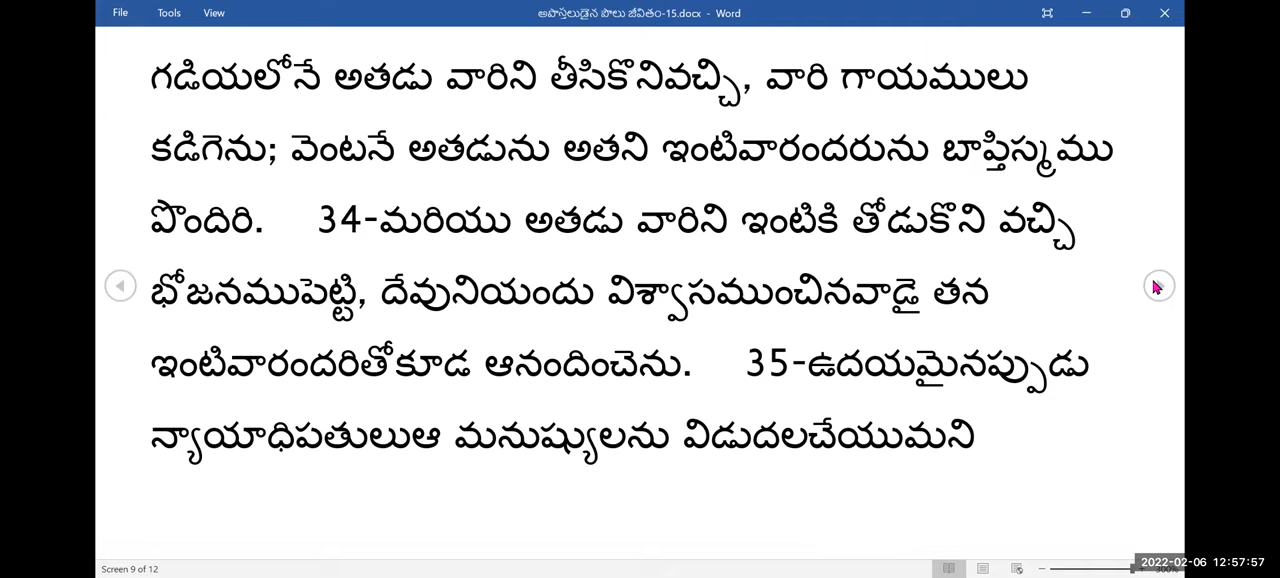 File Tools View అపొస్తలుడైన పౌలు జీవితం-15.docx - Word
గడియలోనే అతడు వారిని తీసికొనివచ్చి, వారి గాయములు
కడిగెను; వెంటనే అతడును అతని ఇంటివారందరును బాప్తిస్మము
పొందిరి. 34-మరియు అతడు వారిని ఇంటికి తోడుకొని వచ్చి
భోజనముపెట్టి, దేవునియందు విశ్వాసముంచినవాడై తన
ఇంటివారందరితోకూడ ఆనందించెను. 35-ఉదయమైనప్పుడు
న్యాయాధిపతులుఆ మనుష్యులను విడుదలచేయుమని
2022-02-06 12:57:57
Screen 9 of 12